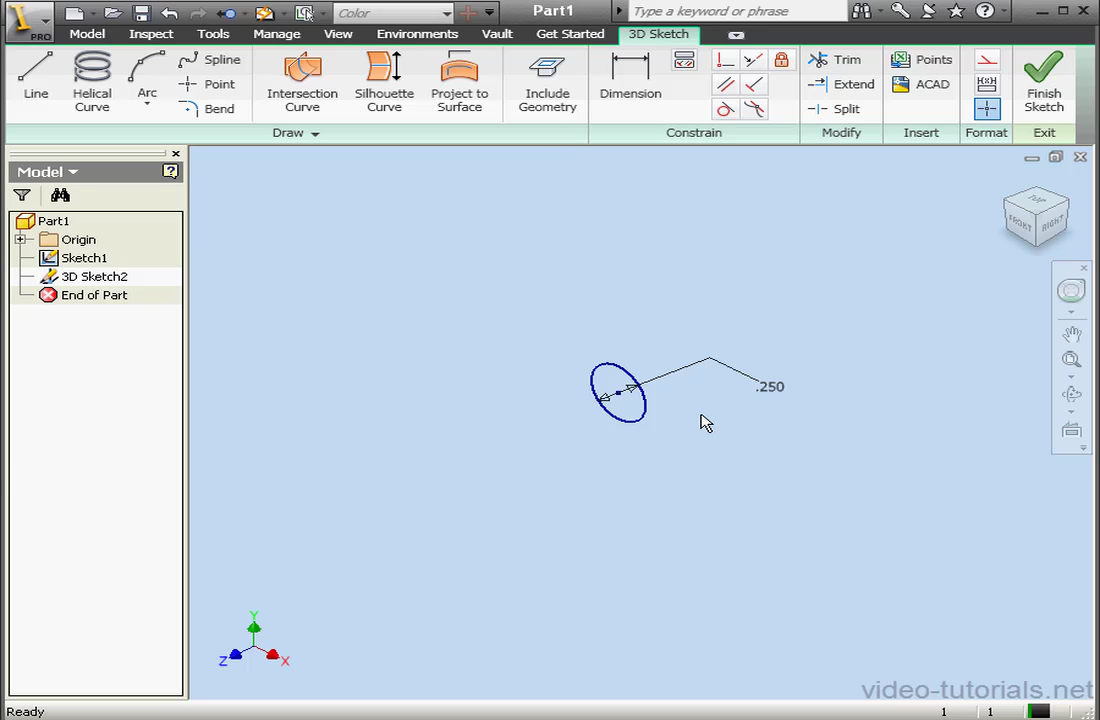 PRO
Color
Part1
Type a keyword or phrase
Model Inspect Tools Manage View Environments Vault Get Started 3D Sketch
Line
Helical
Curve
Arc
Spline
Point
Bend
Intersection
Curve
Silhouette
Curve
Project to
Surface
Include
Geometry
Dimension
Trim
Extend
Split
Points
ACAD
Finish
Sketch
Draw
Constrain
Modify
Insert
Format
Exit
Model
Part1
Origin
Sketch1
3D Sketch2
End of Part
TOP
FRONT
RIGHT
.250
Y
Z
X
video-tutorials.net
Ready
1 1